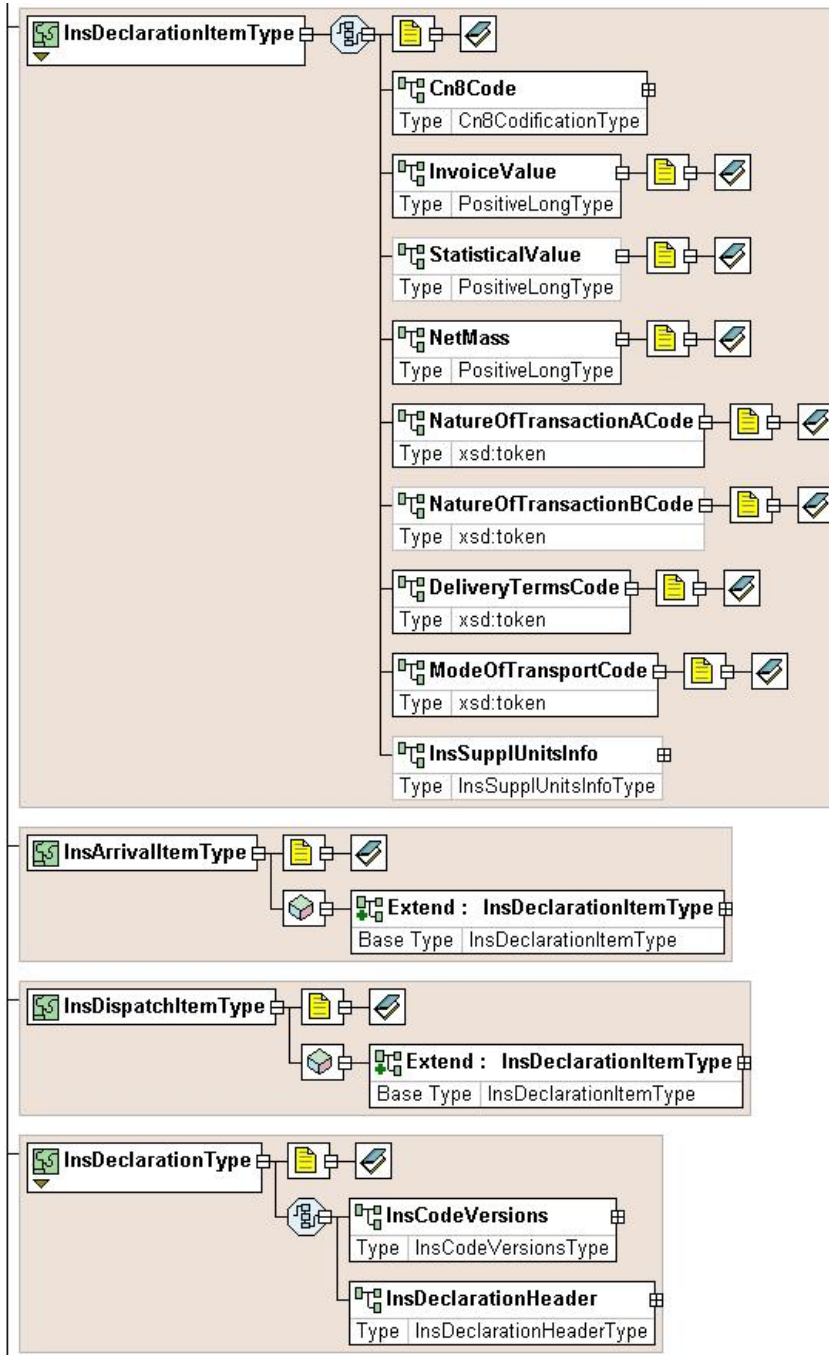 InsDeclarationItemType
Cn8Code
Type Cn8CodificationType
InvoiceValue
Type PositiveLongType
StatisticalValue
Type PositiveLongType
NetMass
Type PositiveLongType
NatureOfTransactionACode
Type xsd:token
NatureOfTransactionBCode
Type xsd:token
DeliveryTermsCode
Type xsd:token
ModeOfTransportCode
Type xsd:token
InsSupplUnitsInfo
Type InsSupplUnitsInfoType
InsArrivalItemType
Extend : InsDeclarationItemType
Base Type InsDeclarationItemType
InsDispatchItemType
Extend : InsDeclarationItemType
Base Type InsDeclarationItemType
InsDeclarationType
InsCodeVersions
Type InsCodeVersionsType
InsDeclarationHeader
Type InsDeclarationHeaderType